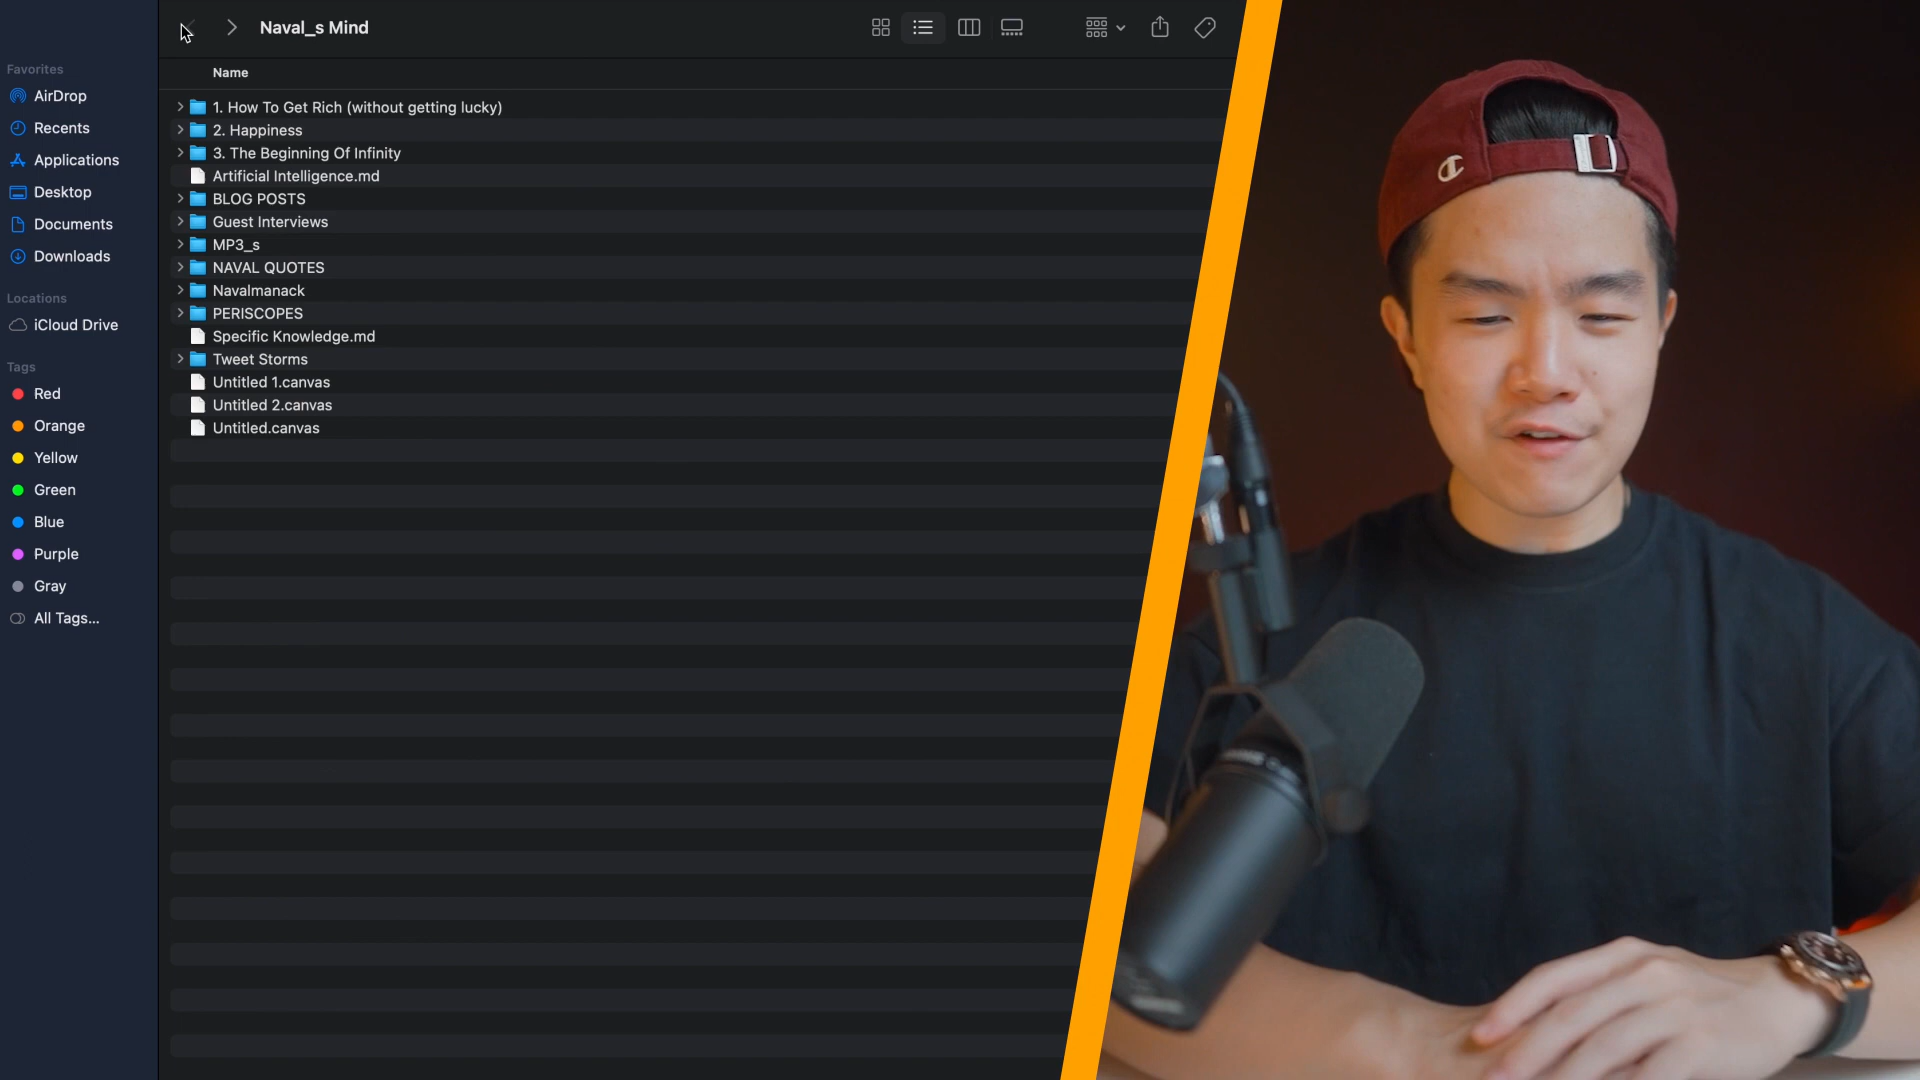 Naval_s Mind
Favorites
AirDrop
Recents
Applications
Desktop
Documents
Downloads
Locations
iCloud Drive
Tags
Red
Orange
Yellow
Green
Blue
Purple
Gray
All Tags...
Name
1. How To Get Rich (without getting lucky)
2. Happiness
3. The Beginning Of Infinity
Artificial Intelligence.md
BLOG POSTS
Guest Interviews
MP3_s
NAVAL QUOTES
Navalmanack
PERISCOPES
Specific Knowledge.md
Tweet Storms
Untitled 1.canvas
Untitled 2.canvas
Untitled.canvas